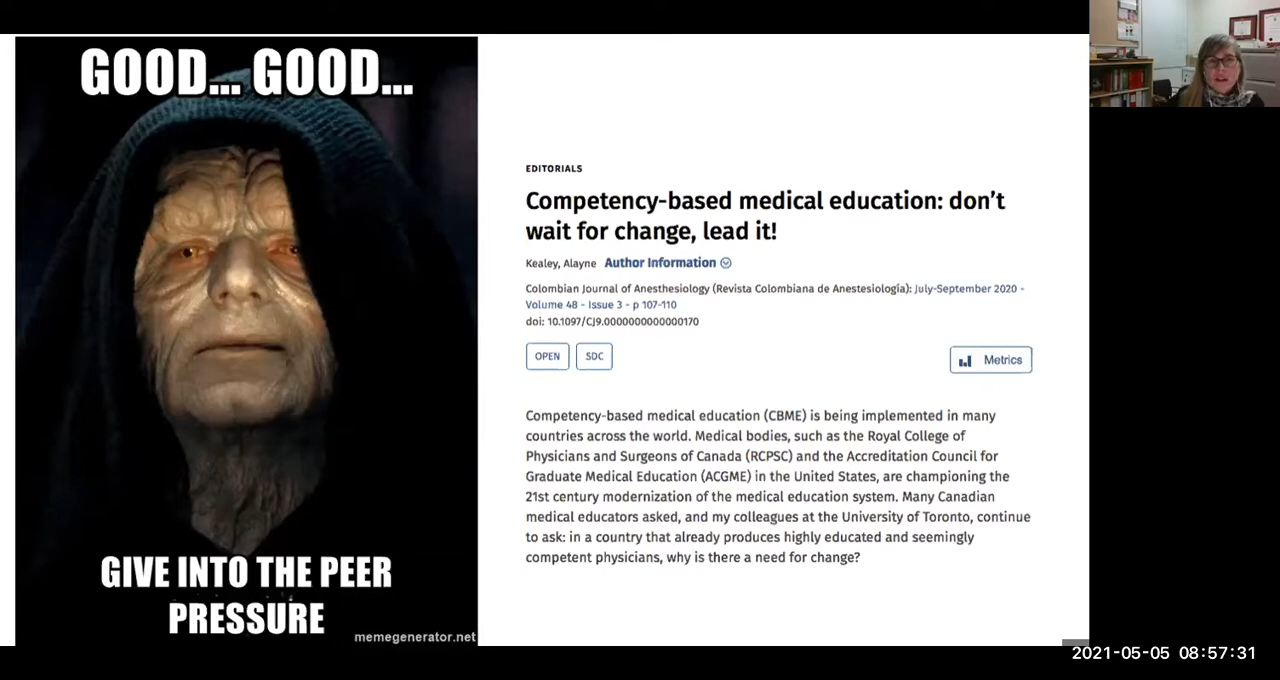 GOOD... GOOD...
GIVE INTO THE PEER
PRESSURE
memegenerator.net
EDITORIALS
Competency-based medical education: don't
wait for change, lead it!
Kealey, Alayne Author Information
Colombian Journal of Anesthesiology (Revista Colombiana de Anestesiología): July-September 2020 -
Volume 48 - Issue 3 - p 107-110
doi: 10.1097/CJ9.0000000000000170
OPEN SDC
Metrics
Competency-based medical education (CBME) is being implemented in many
countries across the world. Medical bodies, such as the Royal College of
Physicians and Surgeons of Canada (RCPSC) and the Accreditation Council for
Graduate Medical Education (ACGME) in the United States, are championing the
21st century modernization of the medical education system. Many Canadian
medical educators asked, and my colleagues at the University of Toronto, continue
to ask: in a country that already produces highly educated and seemingly
competent physicians, why is there a need for change?
2021-05-05 08:57:31